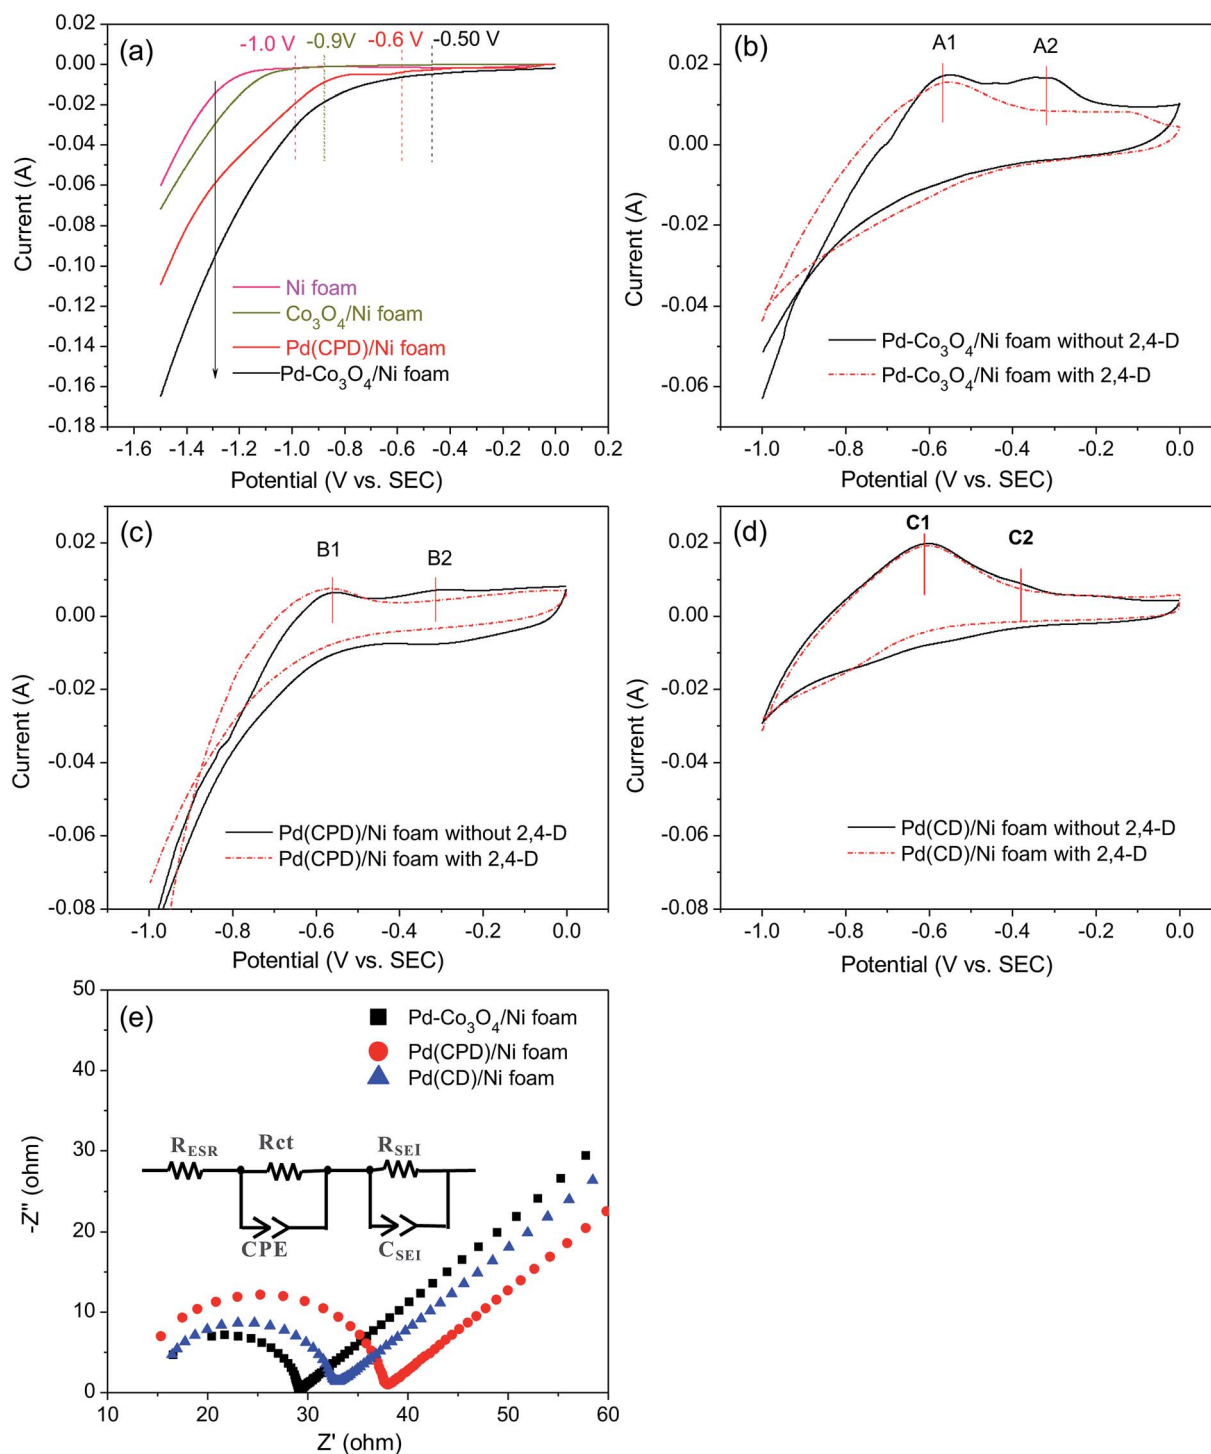 (a)
-1.0 V
-0.9V
-0.6 V
-0.50 V
0.02
0.00
-0.02
-0.04
-0.06
-0.08
-0.10
-0.12
-0.14
-0.16
-0.18
Current (A)
Ni foam
Co₃O₄/Ni foam
Pd(CPD)/Ni foam
Pd-Co₃O₄/Ni foam
-1.6 -1.4 -1.2 -1.0 -0.8 -0.6 -0.4 -0.2 0.0 0.2
Potential (V vs. SEC)
(b)
A1
A2
0.02
0.00
-0.02
-0.04
-0.06
Current (A)
Pd-Co₃O₄/Ni foam without 2,4-D
Pd-Co₃O₄/Ni foam with 2,4-D
-1.0 -0.8 -0.6 -0.4 -0.2 0.0
Potential (V vs. SEC)
(c)
B1
B2
0.02
0.00
-0.02
-0.04
-0.06
-0.08
Current (A)
Pd(CPD)/Ni foam without 2,4-D
Pd(CPD)/Ni foam with 2,4-D
-1.0 -0.8 -0.6 -0.4 -0.2 0.0
Potential (V vs. SEC)
(d)
C1
C2
0.02
0.00
-0.02
-0.04
-0.06
-0.08
Current (A)
Pd(CD)/Ni foam without 2,4-D
Pd(CD)/Ni foam with 2,4-D
-1.0 -0.8 -0.6 -0.4 -0.2 0.0
Potential (V vs. SEC)
(e)
50
40
30
20
10
0
-Z" (ohm)
Pd-Co₃O₄/Ni foam
Pd(CPD)/Ni foam
Pd(CD)/Ni foam
R_ESR
Rct
R_SEI
CPE
C_SEI
10 20 30 40 50 60
Z' (ohm)